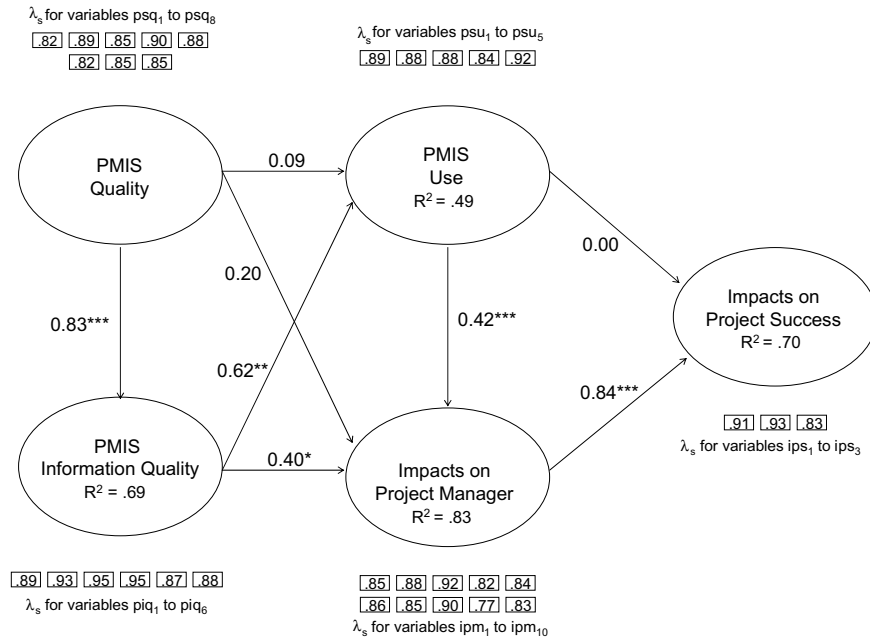 λs for variables psq1 to psq8
.82 .89 .85 .90 .88
.82 .85 .85
λs for variables psu1 to psu5
.89 .88 .88 .84 .92
PMIS
Quality
0.09
PMIS
Use
R2 = .49
0.20
0.00
0.83***
0.62**
0.42***
Impacts on
Project Success
R2 = .70
0.84***
PMIS
Information Quality
R2 = .69
0.40*
Impacts on
Project Manager
R2 = .83
.91 .93 .83
λs for variables ips1 to ips3
.89 .93 .95 .95 .87 .88
λs for variables piq1 to piq6
.85 .88 .92 .82 .84
.86 .85 .90 .77 .83
λs for variables ipm1 to ipm10